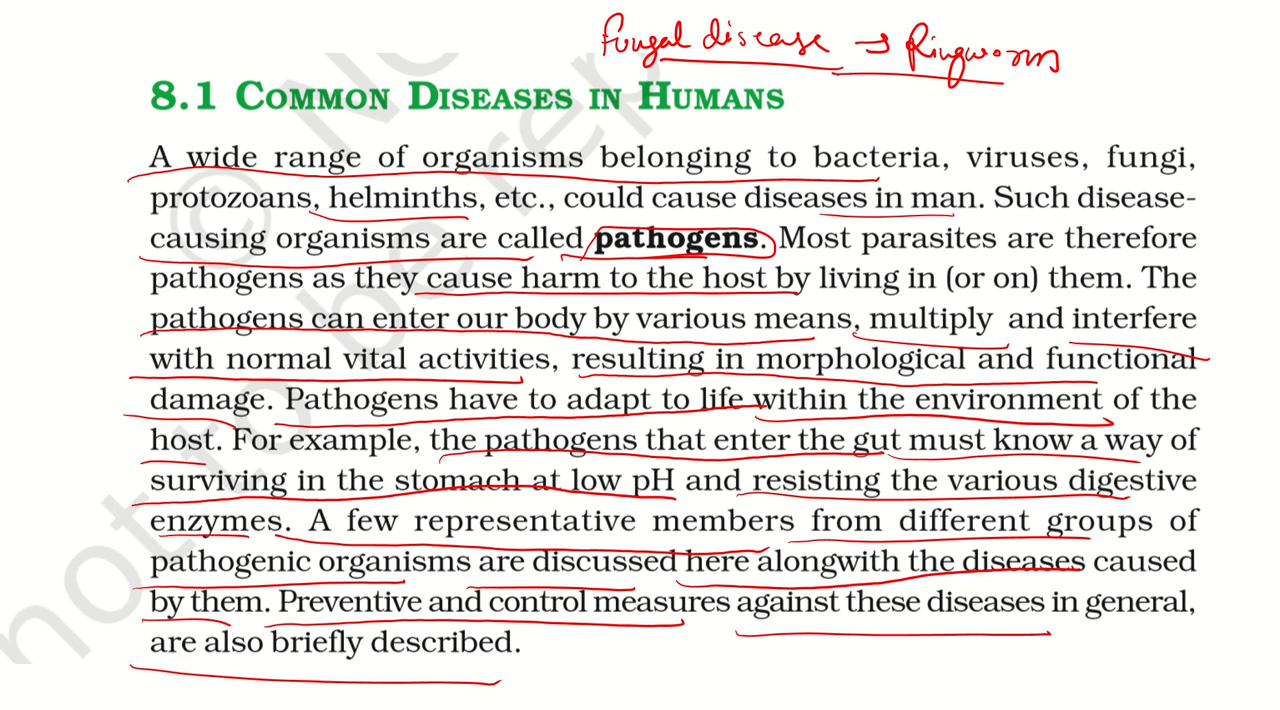 Fungal disease → Ringworms
8.1 COMMON DISEASES IN HUMANS
A wide range of organisms belonging to bacteria, viruses, fungi,
protozoans, helminths, etc., could cause diseases in man. Such disease-
causing organisms are called pathogens. Most parasites are therefore
pathogens as they cause harm to the host by living in (or on) them. The
pathogens can enter our body by various means, multiply and interfere
with normal vital activities, resulting in morphological and functional
damage. Pathogens have to adapt to life within the environment of the
host. For example, the pathogens that enter the gut must know a way of
surviving in the stomach at low pH and resisting the various digestive
enzymes. A few representative members from different groups of
pathogenic organisms are discussed here alongwith the diseases caused
by them. Preventive and control measures against these diseases in general,
are also briefly described.
© N
not to be re